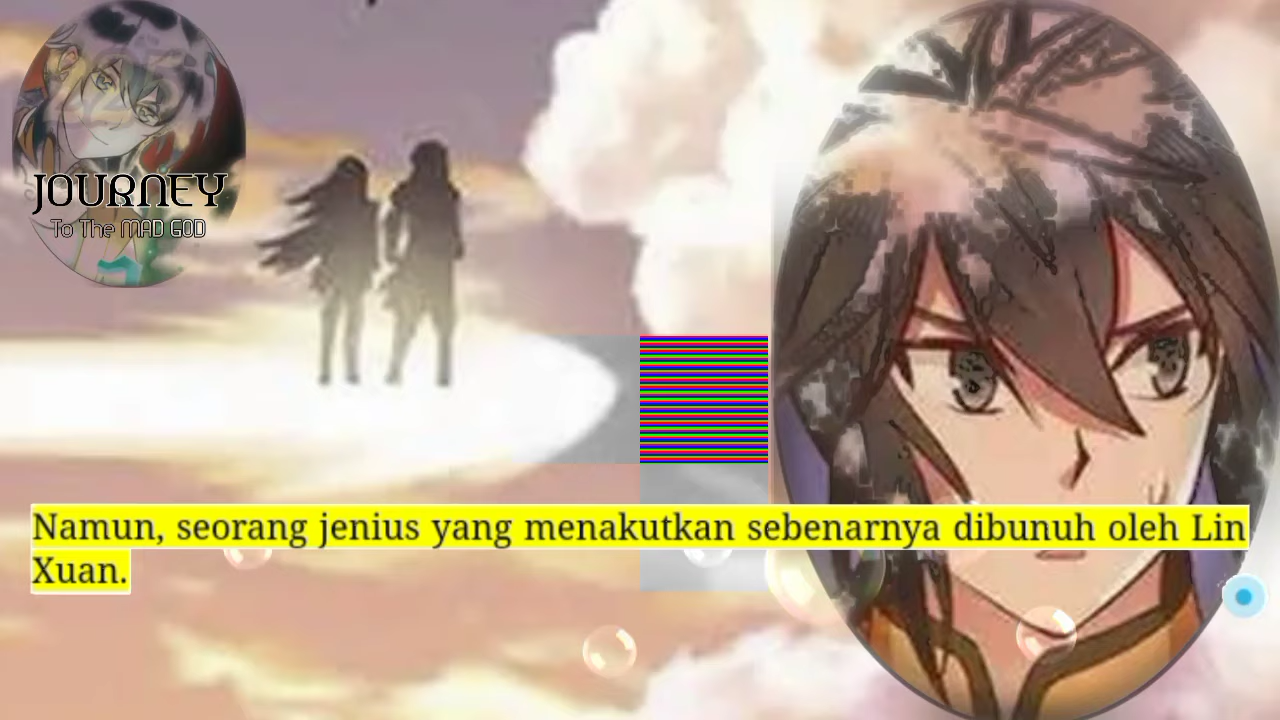 JOURNEY
To The MAD GOD
Namun, seorang jenius yang menakutkan sebenarnya dibunuh oleh Lin
Xuan.